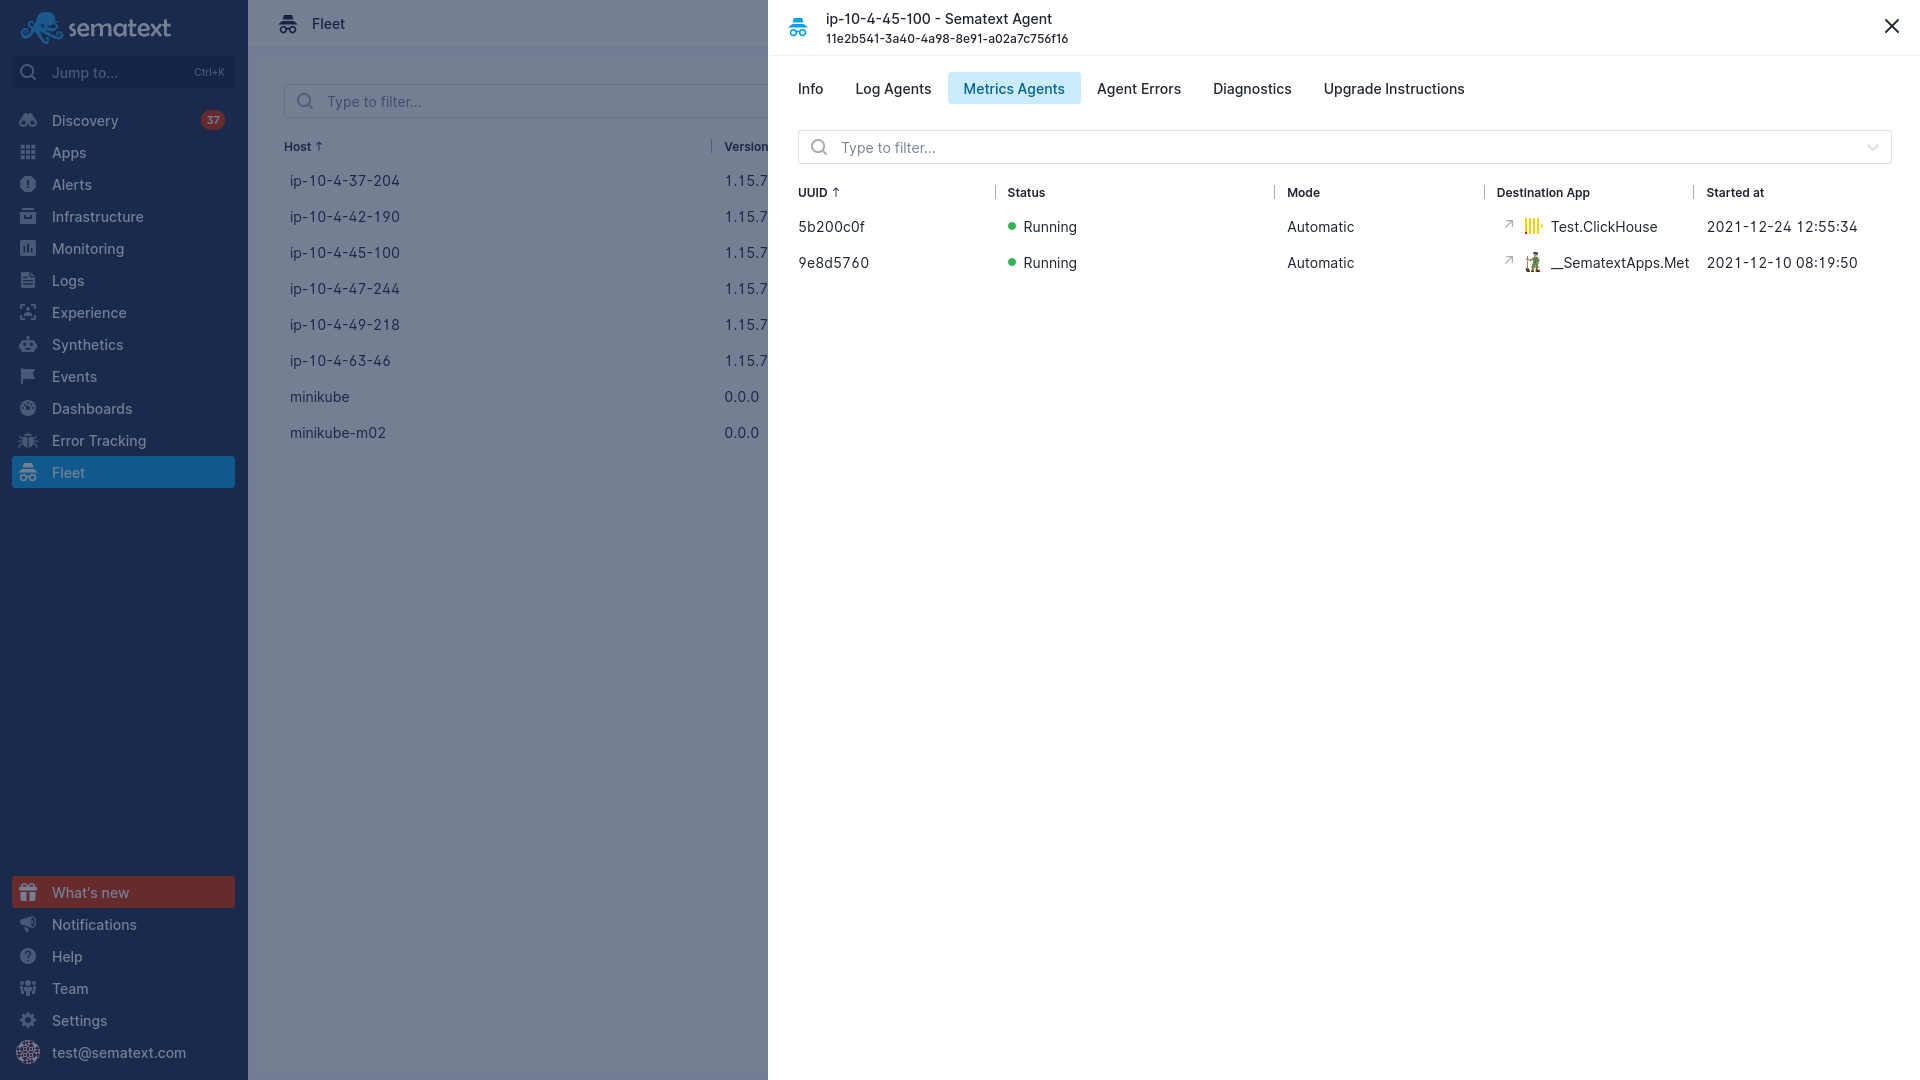 sematext
Jump to... Ctrl+K
Discovery 37
Apps
Alerts
Infrastructure
Monitoring
Logs
Experience
Synthetics
Events
Dashboards
Error Tracking
Fleet
What's new
Notifications
Help
Team
Settings
test@sematext.com
Fleet
Type to filter...
Host ↑ Version
ip-10-4-37-204 1.15.7
ip-10-4-42-190 1.15.7
ip-10-4-45-100 1.15.7
ip-10-4-47-244 1.15.7
ip-10-4-49-218 1.15.7
ip-10-4-63-46 1.15.7
minikube 0.0.0
minikube-m02 0.0.0
ip-10-4-45-100 - Sematext Agent
11e2b541-3a40-4a98-8e91-a02a7c756f16
Info Log Agents Metrics Agents Agent Errors Diagnostics Upgrade Instructions
Type to filter...
UUID ↑ Status Mode Destination App Started at
5b200c0f Running Automatic Test.ClickHouse 2021-12-24 12:55:34
9e8d5760 Running Automatic __SematextApps.Met 2021-12-10 08:19:50